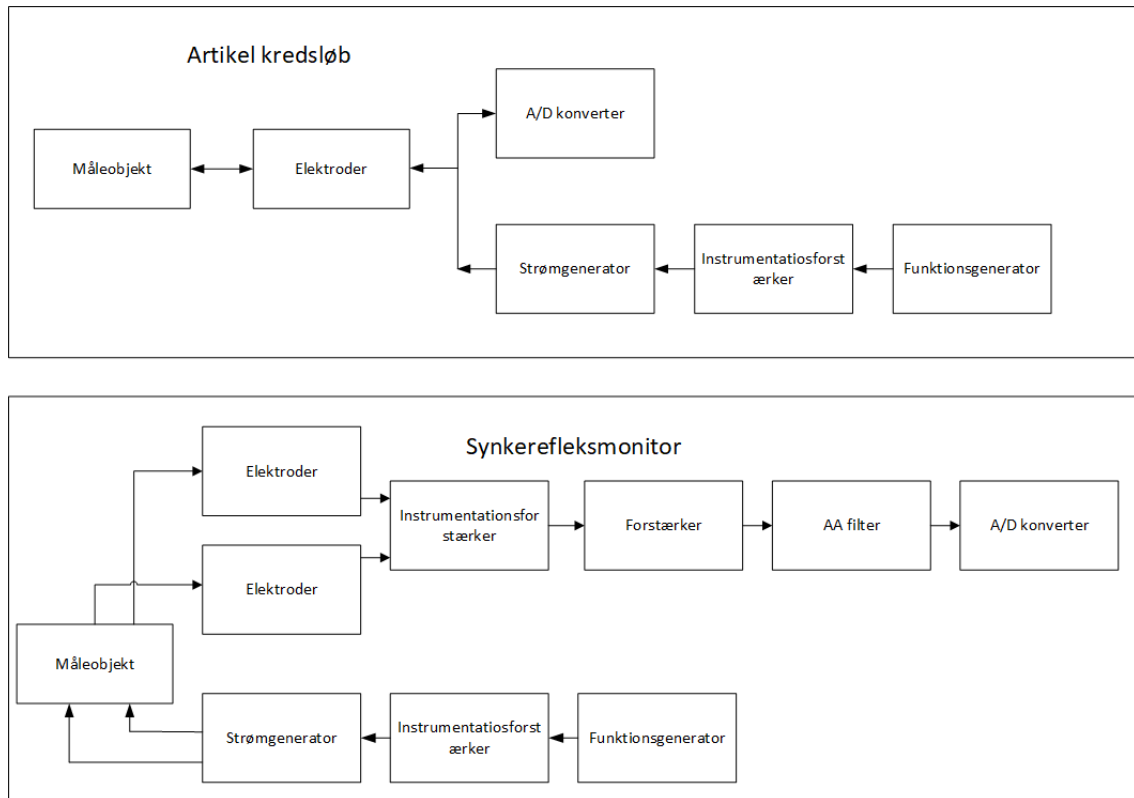 Artikel kredsløb
A/D konverter
Måleobjekt
Elektroder
Strømgenerator
Instrumentatiosforst
ærker
Funktionsgenerator
Synkerefleksmonitor
Elektroder
Instrumentationsfor
stærker
Forstærker
AA filter
A/D konverter
Elektroder
Måleobjekt
Strømgenerator
Instrumentatiosforst
ærker
Funktionsgenerator